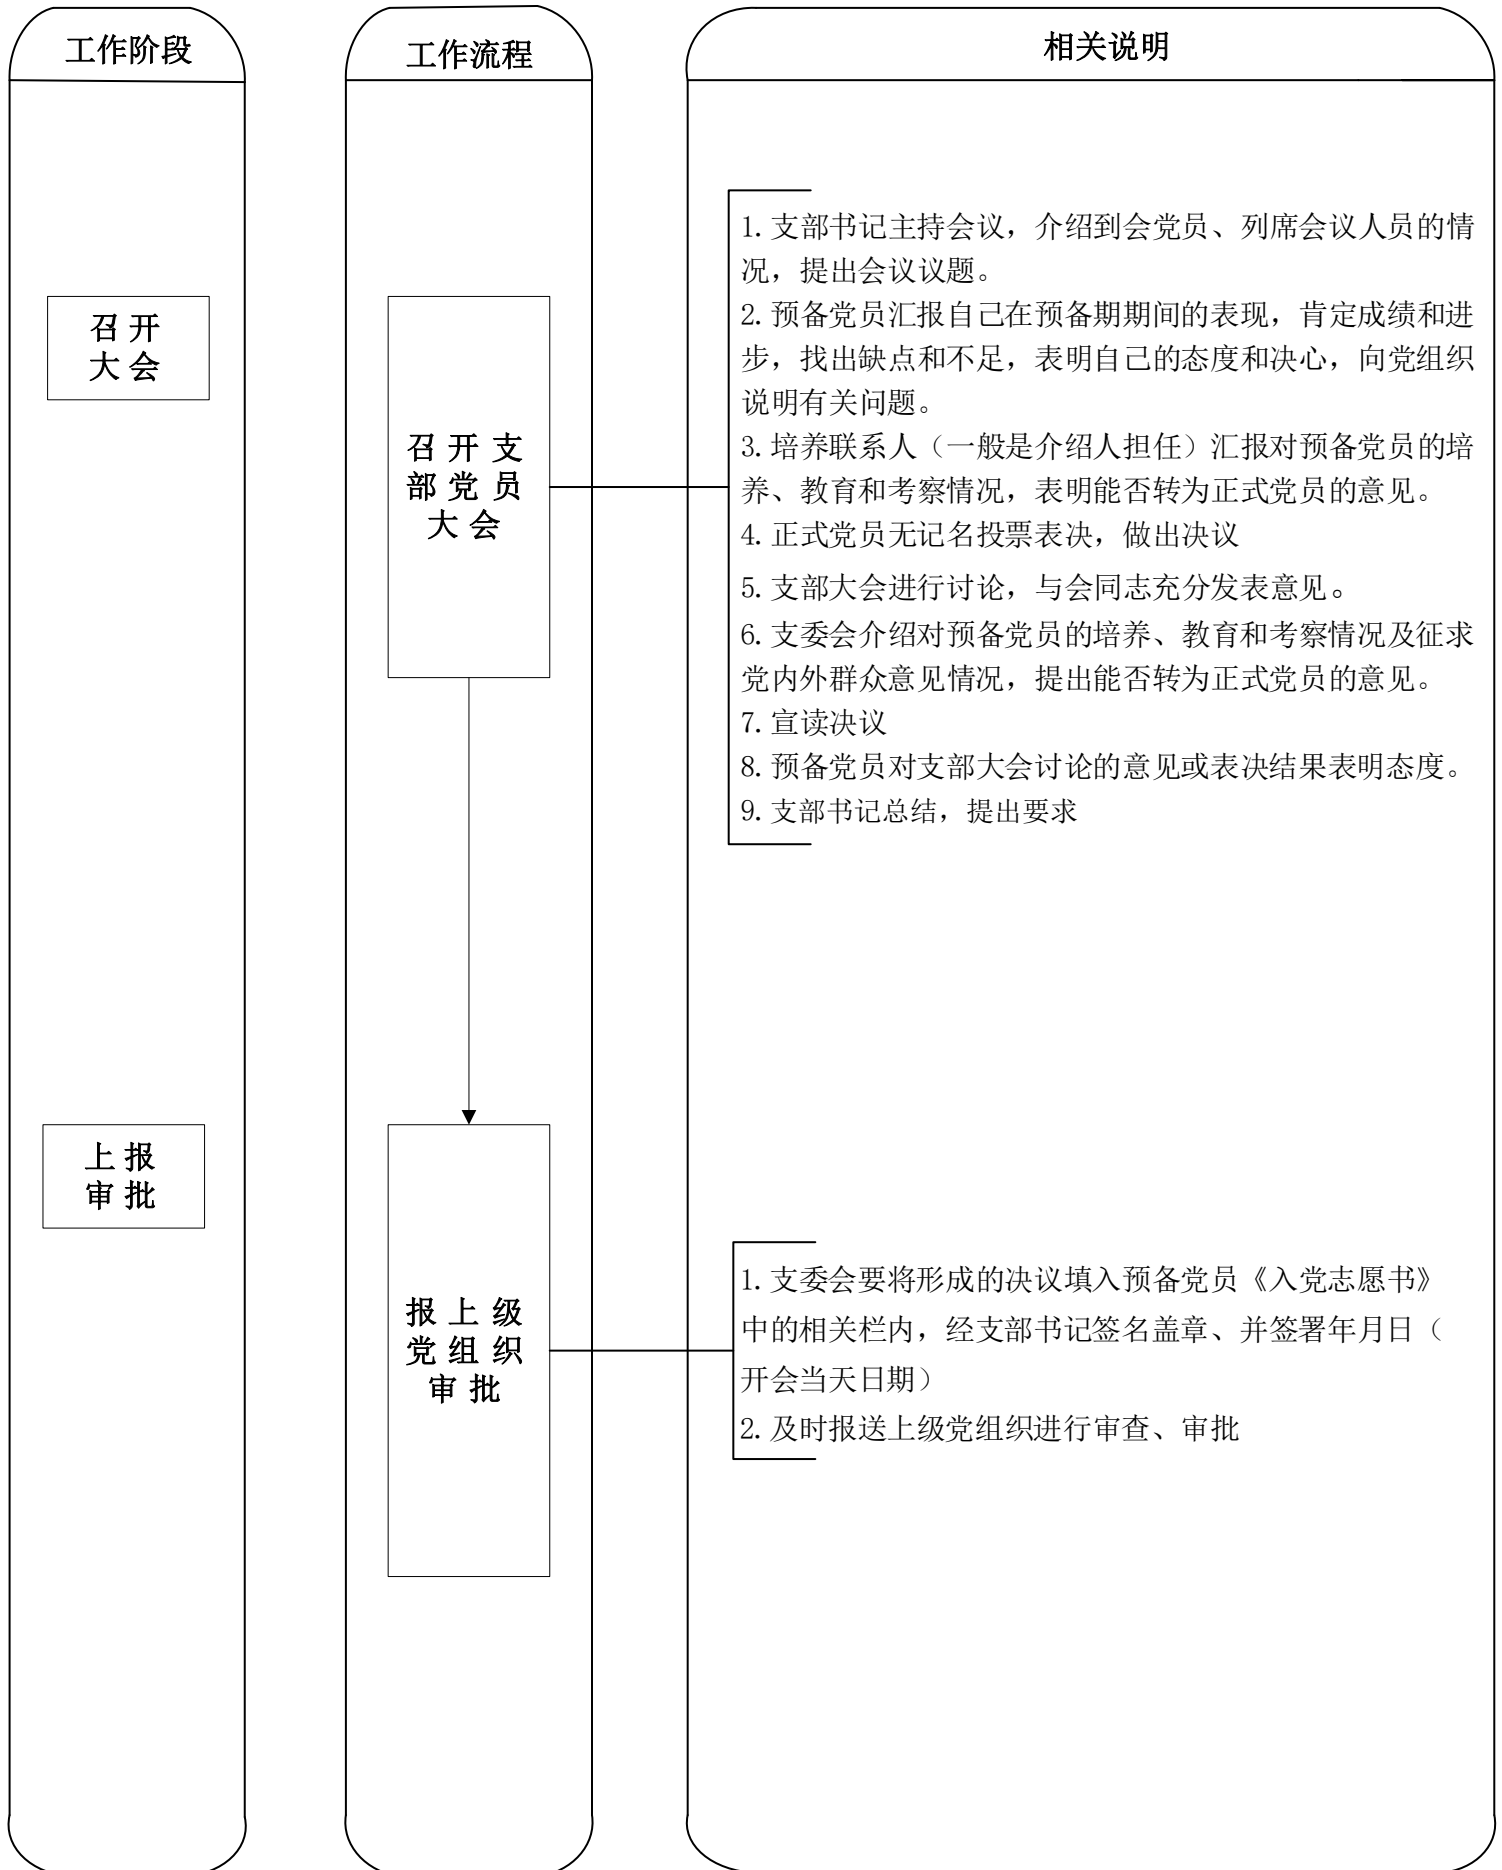 工作阶段
工作流程
相关说明
召开
大会
召开支
部党员
大会
1.支部书记主持会议，介绍到会党员、列席会议人员的情
况，提出会议议题。
2.预备党员汇报自己在预备期期间的表现，肯定成绩和进
步，找出缺点和不足，表明自己的态度和决心，向党组织
说明有关问题。
3.培养联系人（一般是介绍人担任）汇报对预备党员的培
养、教育和考察情况，表明能否转为正式党员的意见。
4.正式党员无记名投票表决，做出决议
5.支部大会进行讨论，与会同志充分发表意见。
6.支委会介绍对预备党员的培养、教育和考察情况及征求
党内外群众意见情况，提出能否转为正式党员的意见。
7.宣读决议
8.预备党员对支部大会讨论的意见或表决结果表明态度。
9.支部书记总结，提出要求
上报
审批
报上级
党组织
审批
1.支委会要将形成的决议填入预备党员《入党志愿书》
中的相关栏内，经支部书记签名盖章、并签署年月日（
开会当天日期）
2.及时报送上级党组织进行审查、审批